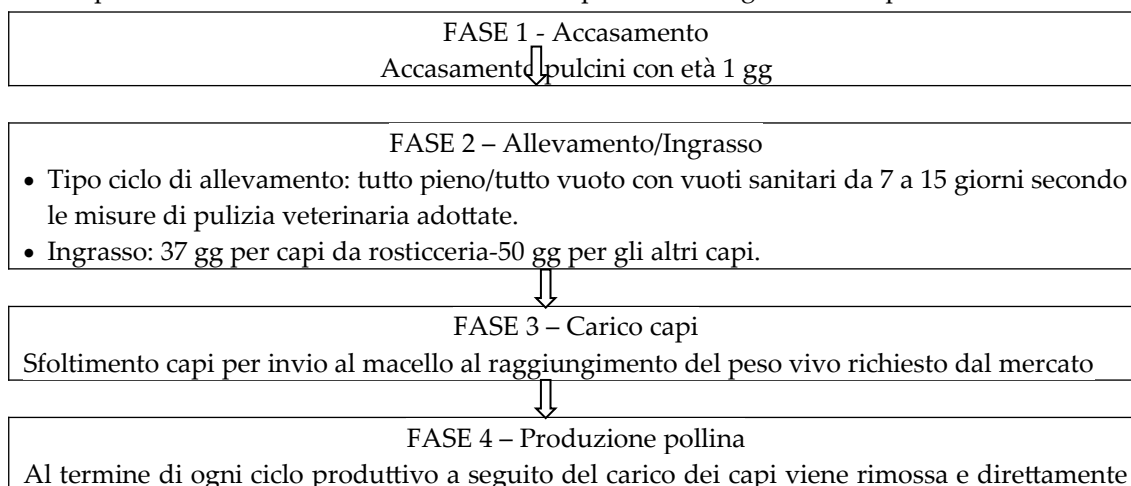 FASE 1 - Accasamento
Accasamento pulcini con età 1 gg
FASE 2 – Allevamento/Ingrasso
• Tipo ciclo di allevamento: tutto pieno/tutto vuoto con vuoti sanitari da 7 a 15 giorni secondo
le misure di pulizia veterinaria adottate.
• Ingrasso: 37 gg per capi da rosticceria-50 gg per gli altri capi.
FASE 3 – Carico capi
Sfoltimento capi per invio al macello al raggiungimento del peso vivo richiesto dal mercato
FASE 4 – Produzione pollina
Al termine di ogni ciclo produttivo a seguito del carico dei capi viene rimossa e direttamente